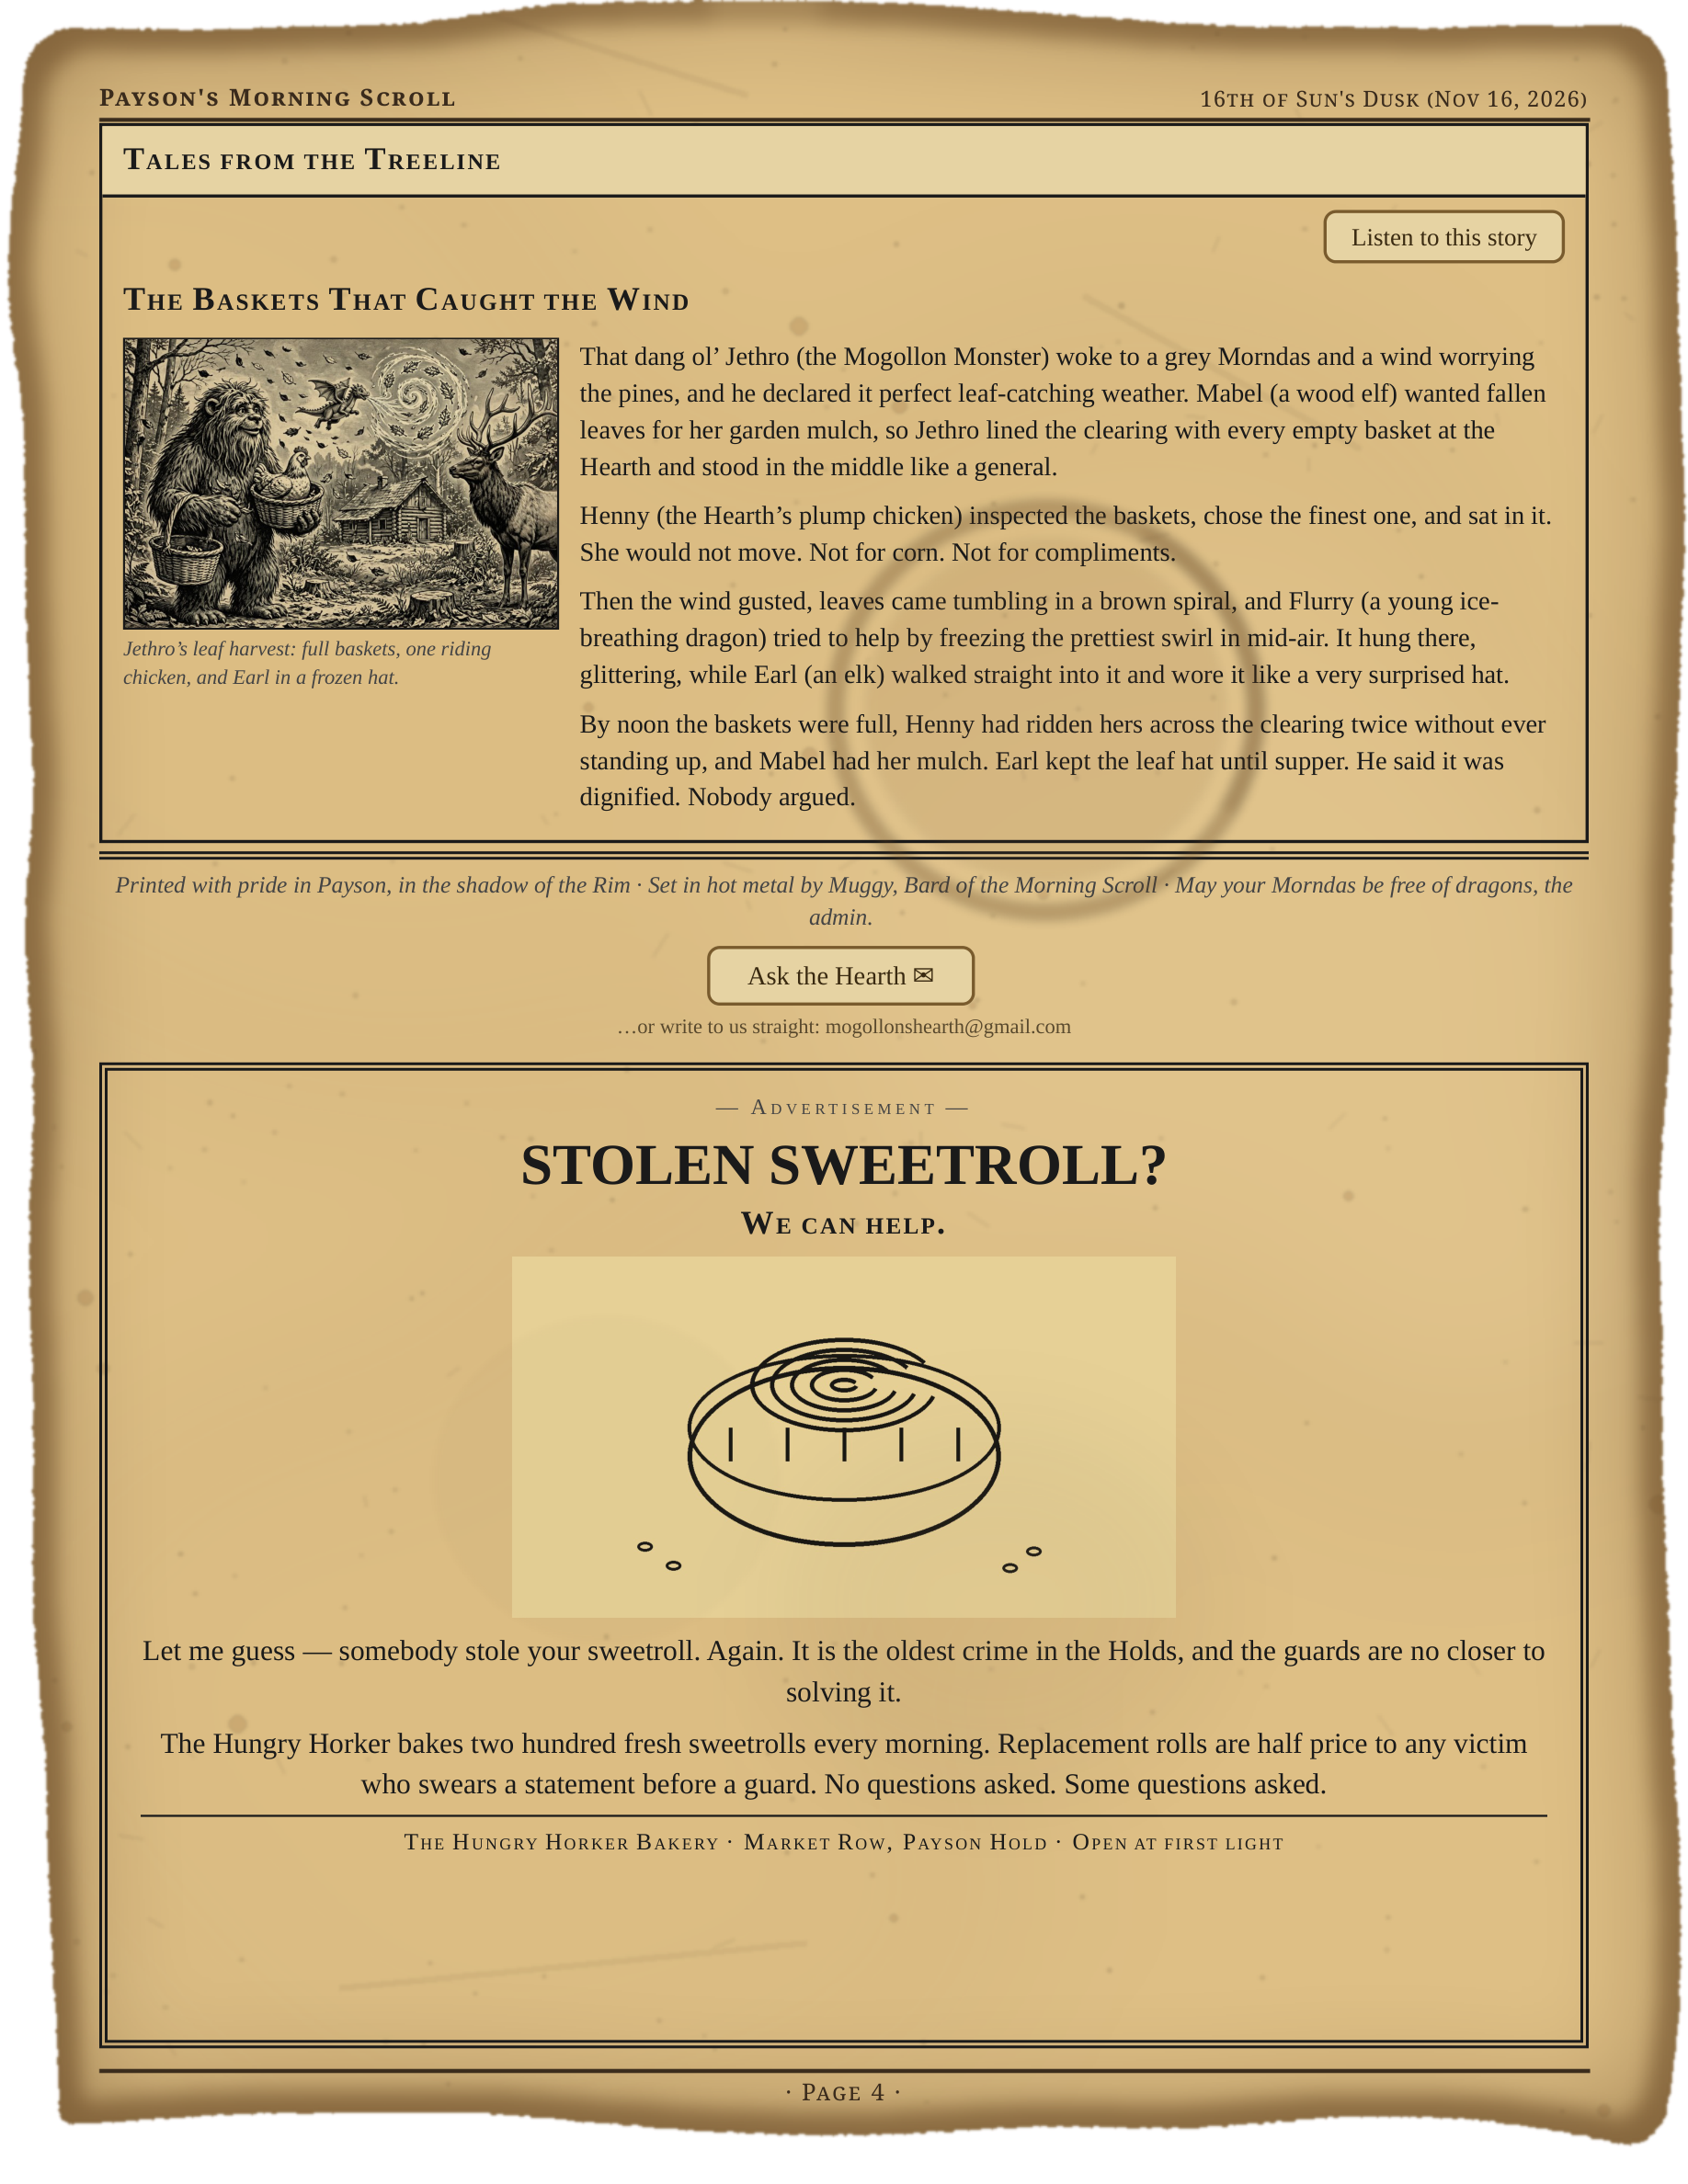 Payson's Morning Scroll
16th of Sun's Dusk (Nov 16, 2026)
Tales from the Treeline
Listen to this story
The Baskets That Caught the Wind
That dang ol’ Jethro (the Mogollon Monster) woke to a grey Morndas and a wind worrying
the pines, and he declared it perfect leaf-catching weather. Mabel (a wood elf) wanted fallen
leaves for her garden mulch, so Jethro lined the clearing with every empty basket at the
Hearth and stood in the middle like a general.
Henny (the Hearth’s plump chicken) inspected the baskets, chose the finest one, and sat in it.
She would not move. Not for corn. Not for compliments.
Then the wind gusted, leaves came tumbling in a brown spiral, and Flurry (a young ice-
breathing dragon) tried to help by freezing the prettiest swirl in mid-air. It hung there,
glittering, while Earl (an elk) walked straight into it and wore it like a very surprised hat.
By noon the baskets were full, Henny had ridden hers across the clearing twice without ever
standing up, and Mabel had her mulch. Earl kept the leaf hat until supper. He said it was
dignified. Nobody argued.
Jethro’s leaf harvest: full baskets, one riding
chicken, and Earl in a frozen hat.
Printed with pride in Payson, in the shadow of the Rim · Set in hot metal by Muggy, Bard of the Morning Scroll · May your Morndas be free of dragons, the
admin.
Ask the Hearth ✉
…or write to us straight: mogollonshearth@gmail.com
— Advertisement —
STOLEN SWEETROLL?
We can help.
Let me guess — somebody stole your sweetroll. Again. It is the oldest crime in the Holds, and the guards are no closer to
solving it.
The Hungry Horker bakes two hundred fresh sweetrolls every morning. Replacement rolls are half price to any victim
who swears a statement before a guard. No questions asked. Some questions asked.
The Hungry Horker Bakery · Market Row, Payson Hold · Open at first light
· Page 4 ·